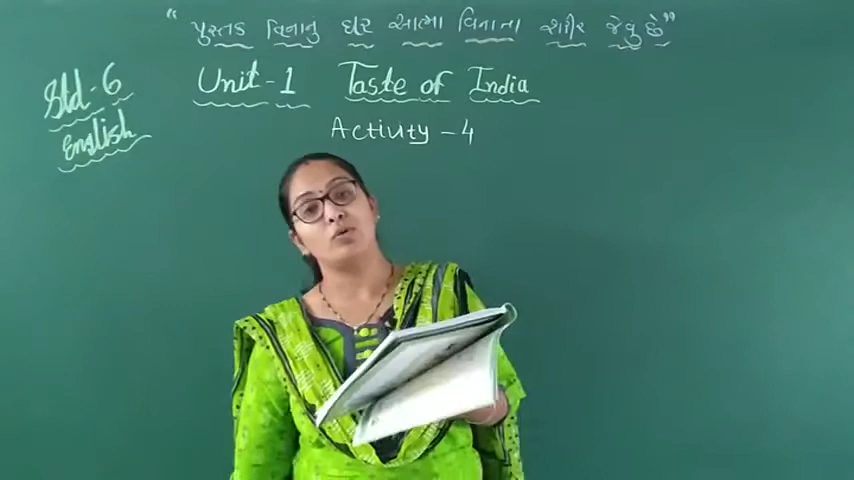 "પુસ્તક વિનાનુ ઘર આત્મા વિનાના શરીર જેવું છે"
Std-6
English
Unit-1 Taste of India
Activity-4